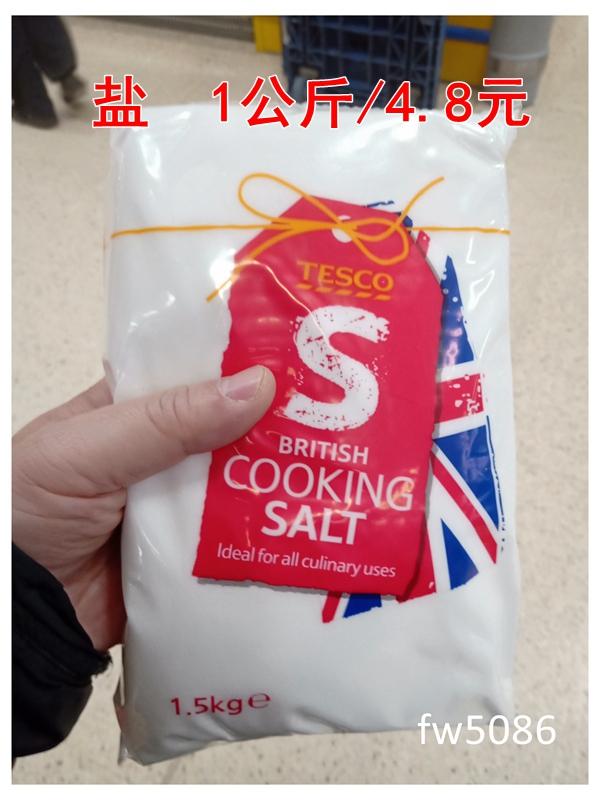 盐 1公斤/4.8元
TESCO
S
BRITISH
COOKING
SALT
Ideal for all culinary uses
1.5kg℮
fw5086